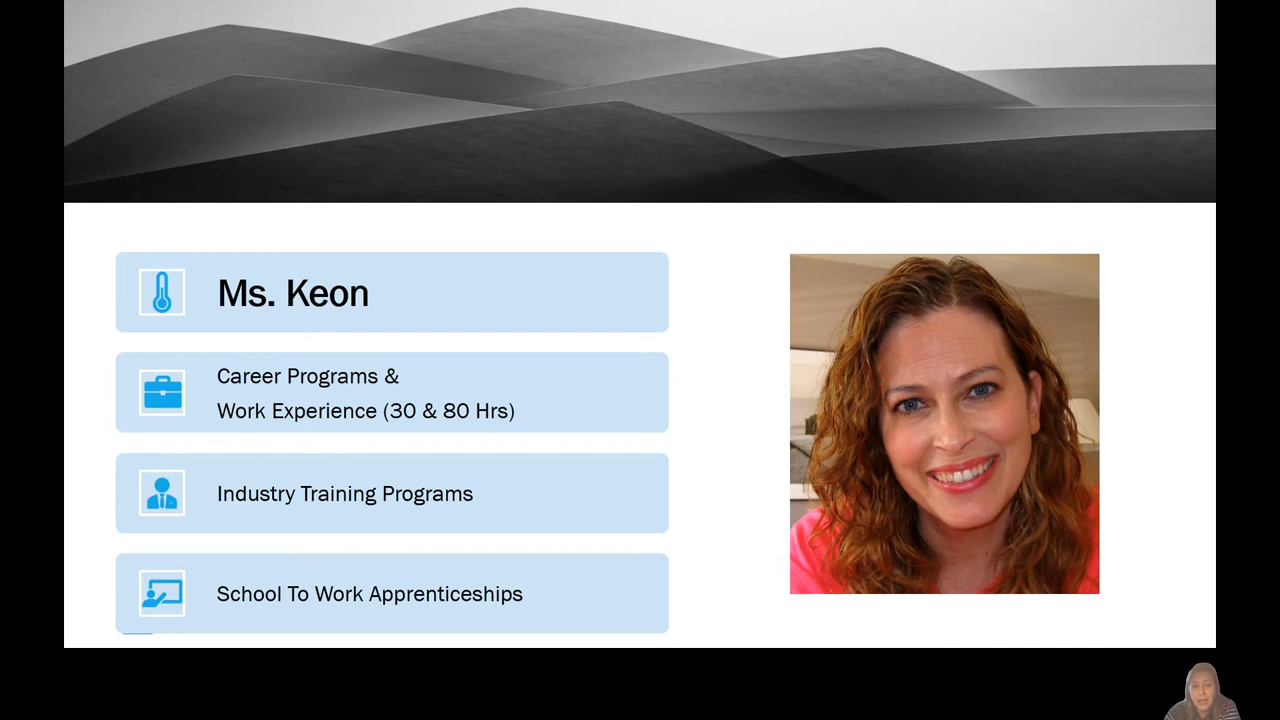 Ms. Keon
Career Programs &
Work Experience (30 & 80 Hrs)
Industry Training Programs
School To Work Apprenticeships